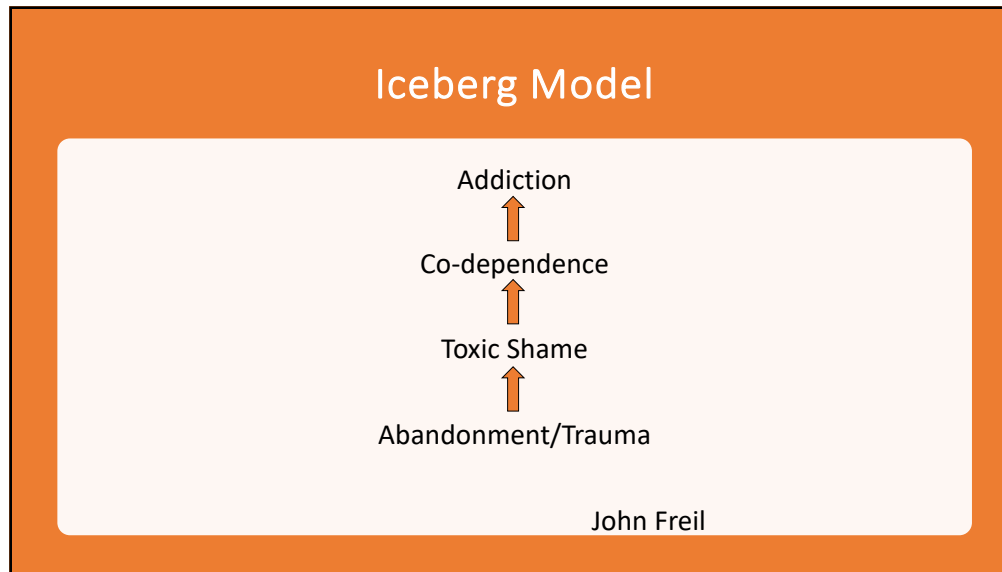 Iceberg Model
Addiction
Co-dependence
Toxic Shame
Abandonment/Trauma
John Freil